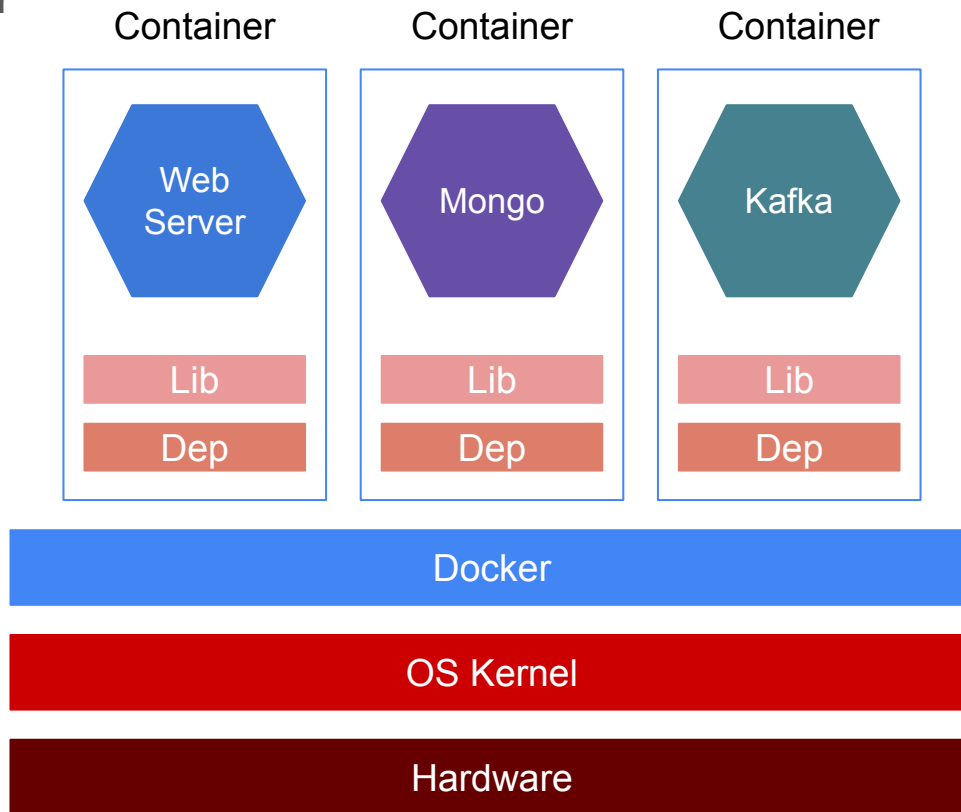 Container Container Container
Web
Server
Mongo
Kafka
Lib Lib Lib
Dep Dep Dep
Docker
OS Kernel
Hardware